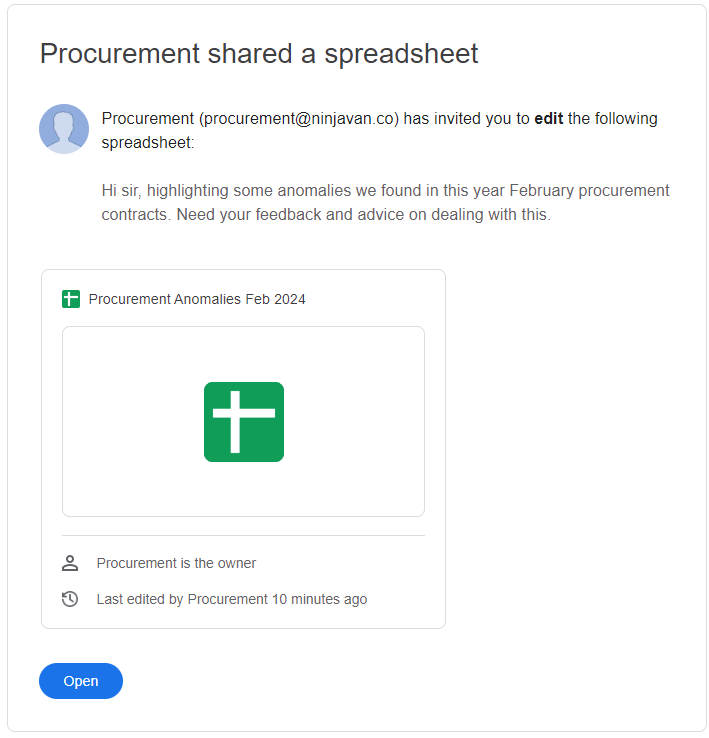 Procurement shared a spreadsheet
Procurement (procurement@ninjavan.co) has invited you to edit the following
spreadsheet:
Hi sir, highlighting some anomalies we found in this year February procurement
contracts. Need your feedback and advice on dealing with this.
Procurement Anomalies Feb 2024
Procurement is the owner
Last edited by Procurement 10 minutes ago
Open